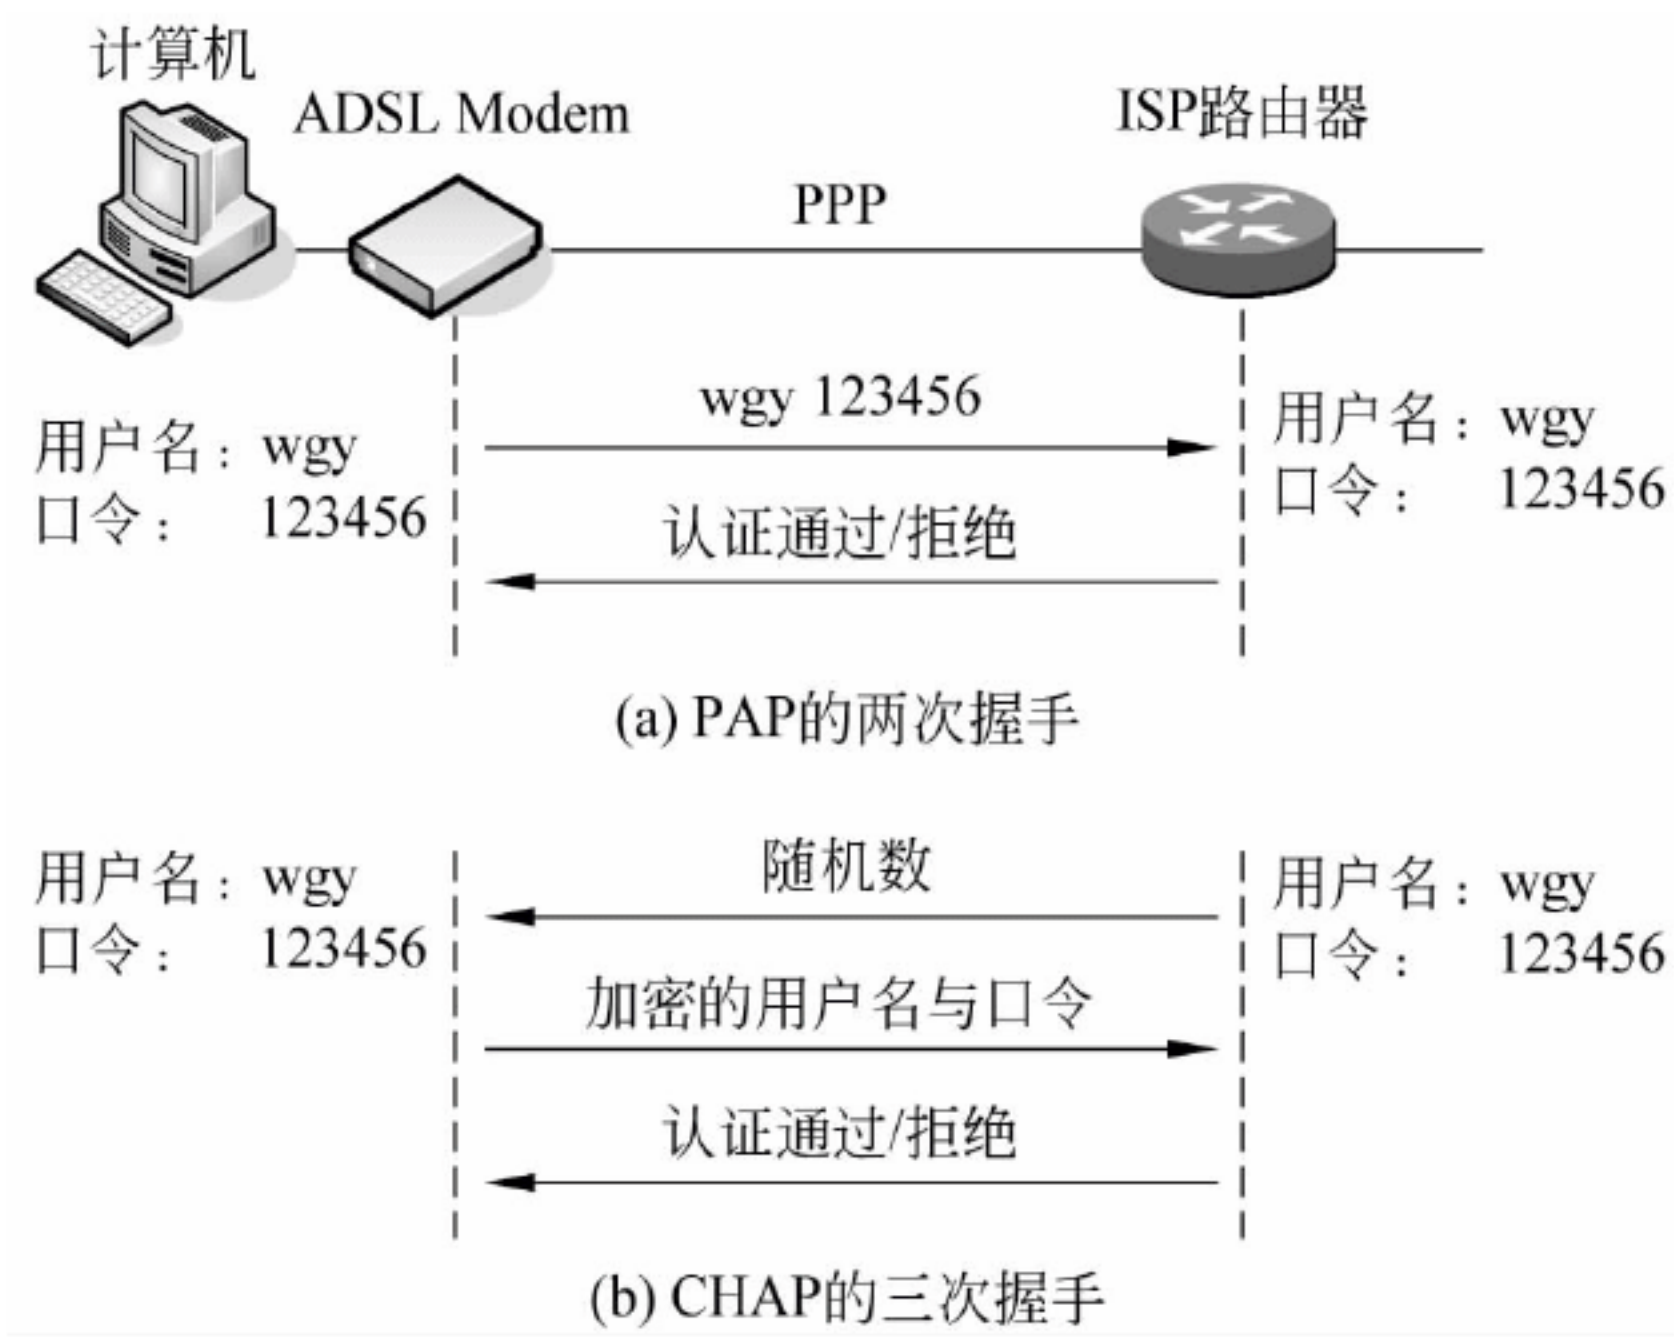 计算机
ADSL Modem
ISP路由器
PPP
wgy 123456
用户名：wgy
口令： 123456
用户名：wgy
口令： 123456
认证通过/拒绝
(a) PAP的两次握手
随机数
用户名：wgy
口令： 123456
用户名：wgy
口令： 123456
加密的用户名与口令
认证通过/拒绝
(b) CHAP的三次握手